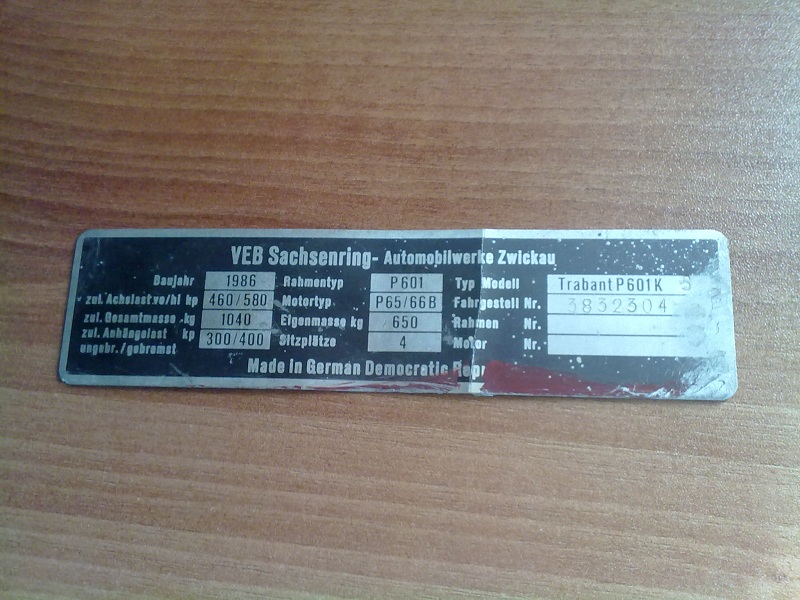 VEB Sachsenring- Automobilwerke Zwickau
Baujahr 1986 Rahmentyp P601 Typ Modell Trabant P601K S
zul. Achslast vo/hi kp 460/580 Motortyp P65/66B Fahrgestell Nr. 3832304
zul. Gesamtmasse kg 1040 Eigenmasse kg 650 Rahmen Nr.
zul. Anhängelast kp 300/400 Sitzplätze 4 Motor Nr.
ungebr./gebremst
Made in German Democratic